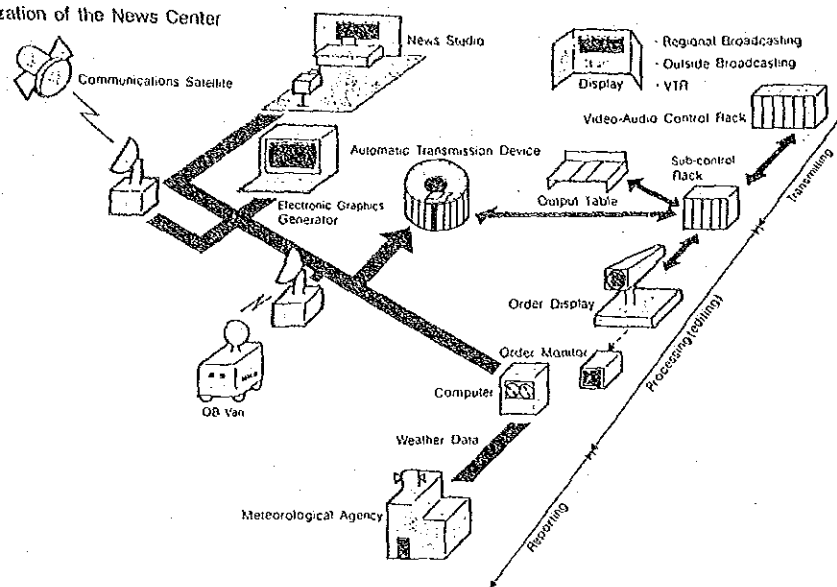 zation of the News Center
News Studio
Communications Satellite
· Regional Broadcasting
· Outside Broadcasting
· VTR
Display
Video-Audio Control Rack
Automatic Transmission Device
Sub-control
Rack
Transmitting
Electronic Graphics
Generator
Output Table
Order Display
Processing (editing)
Order Monitor
OB Van
Computer
Weather Data
Meteorological Agency
Reporting